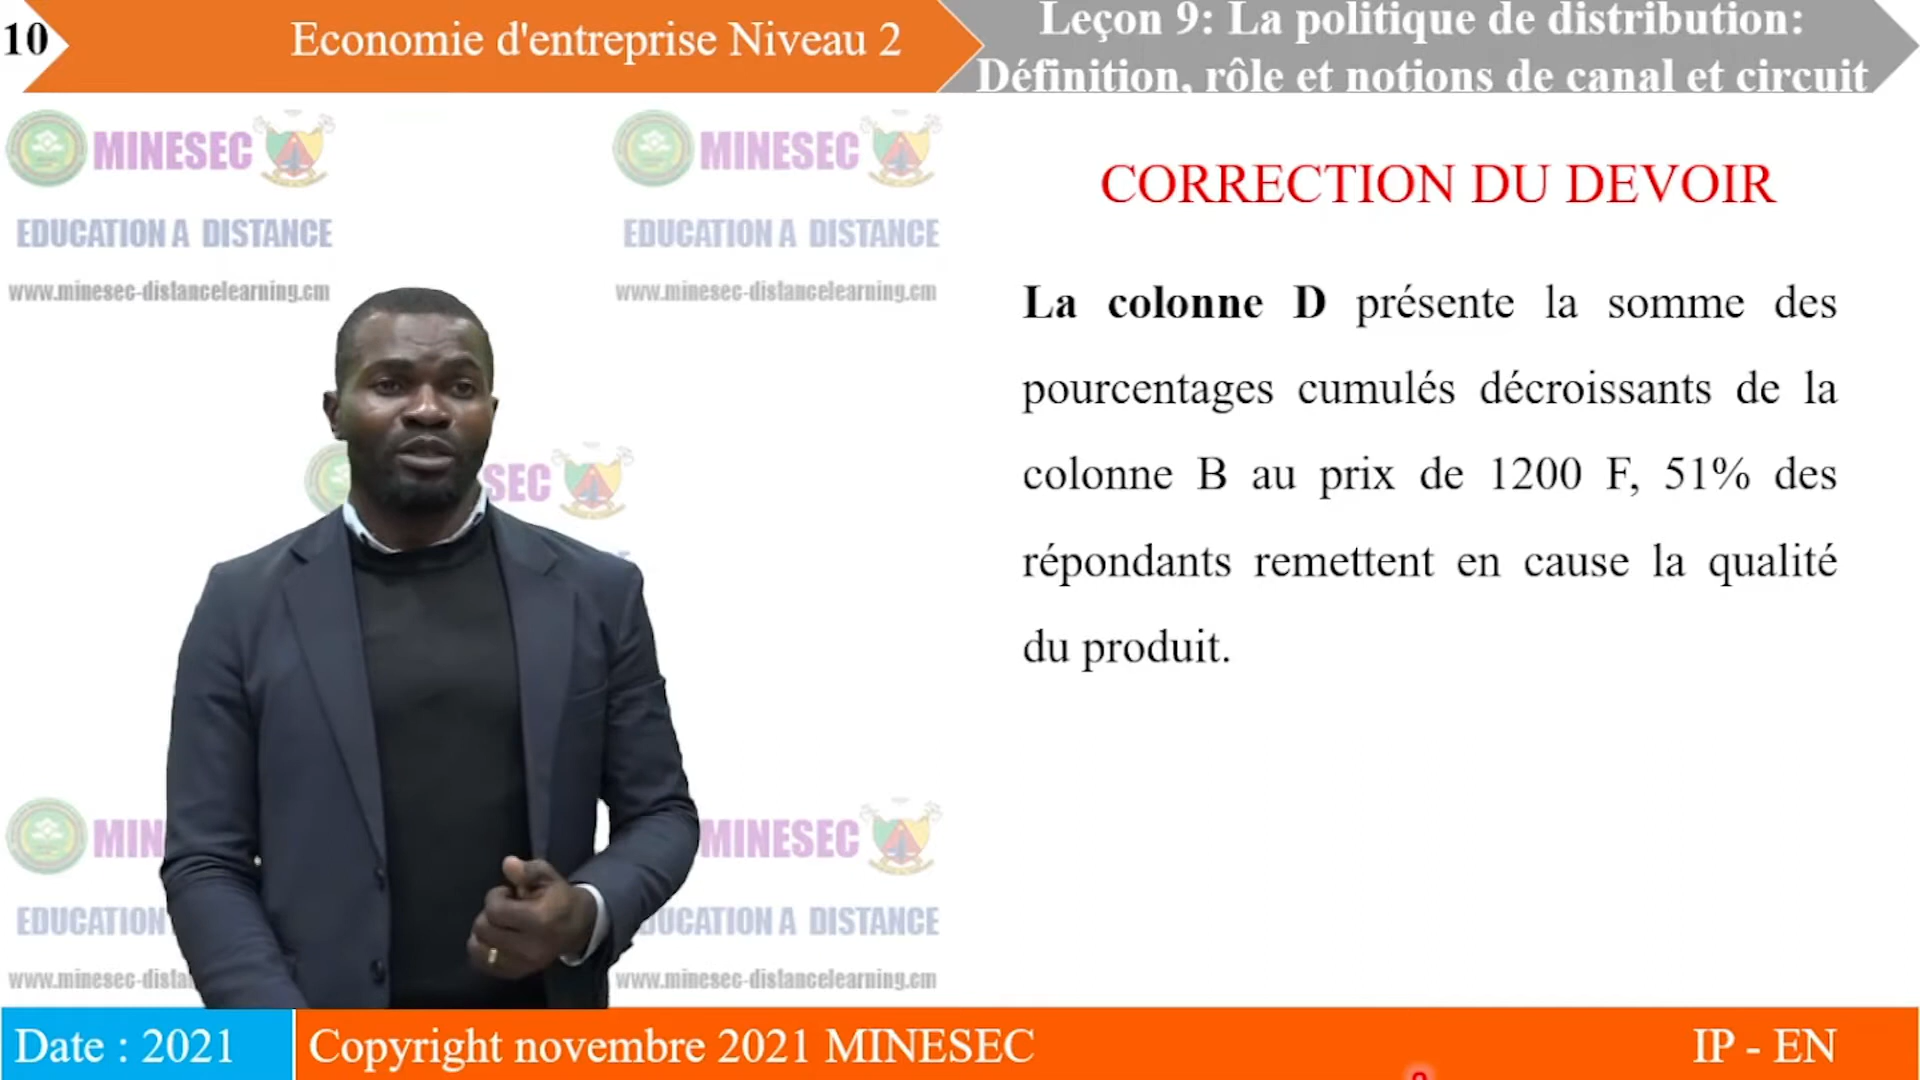 10
Economie d'entreprise Niveau 2
Leçon 9: La politique de distribution:
Définition, rôle et notions de canal et circuit
MINESEC
EDUCATION A DISTANCE
www.minesec-distancelearning.cm
MINESEC
EDUCATION A DISTANCE
www.minesec-distancelearning.cm
CORRECTION DU DEVOIR
La colonne D présente la somme des
pourcentages cumulés décroissants de la
colonne B au prix de 1200 F, 51% des
répondants remettent en cause la qualité
du produit.
SEC
MIN
EDUCATION
www.minesec-dista
MINESEC
UCATION A DISTANCE
www.minesec-distancelearning.cm
Date : 2021
Copyright novembre 2021 MINESEC
IP - EN